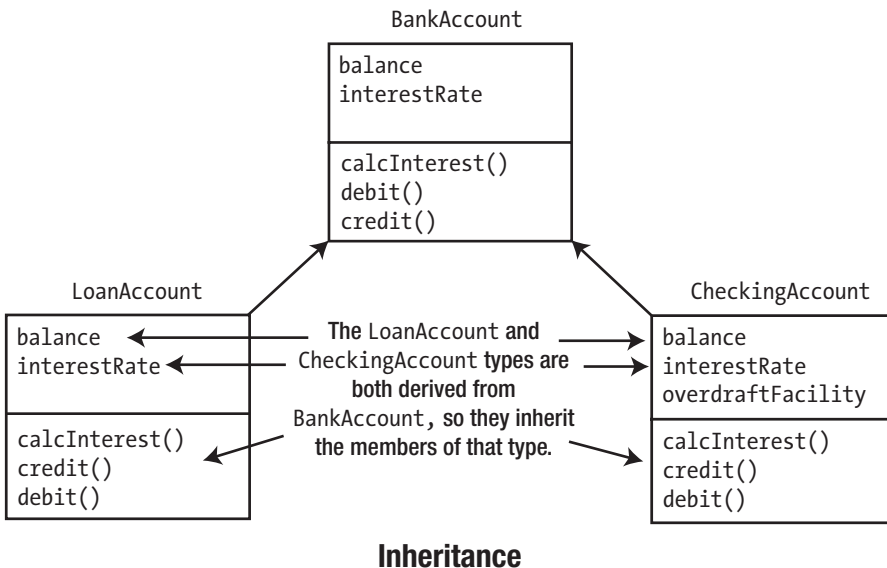 BankAccount
balance
interestRate
calcInterest()
debit()
credit()
LoanAccount
balance
interestRate
calcInterest()
credit()
debit()
The LoanAccount and
CheckingAccount types are
both derived from
BankAccount, so they inherit
the members of that type.
CheckingAccount
balance
interestRate
overdraftFacility
calcInterest()
credit()
debit()
Inheritance